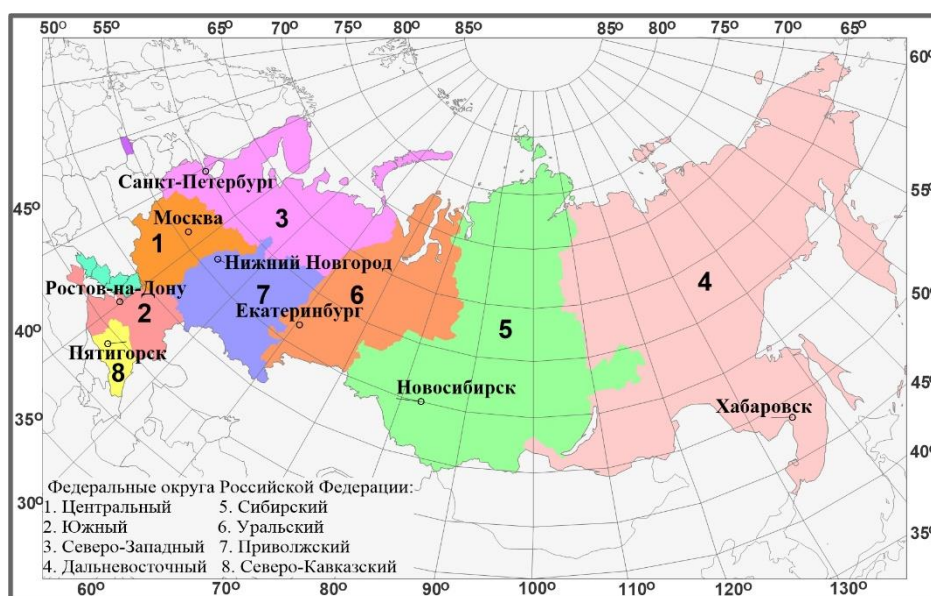 50° 55° 65° 70° 71° 80° 85° 85° 80° 75° 70° 65°
60°
55°
50°
45°
40°
35°
45°
40°
35°
30°
60° 70° 80° 90° 100° 110° 120° 130°
Санкт-Петербург
Москва
3
1
Нижний Новгород
4
Ростов-на-Дону
2
7
6
Екатеринбург
5
Пятигорск
8
Новосибирск
Хабаровск
Федеральные округа Российской Федерации:
1. Центральный 5. Сибирский
2. Южный 6. Уральский
3. Северо-Западный 7. Приволжский
4. Дальневосточный 8. Северо-Кавказский